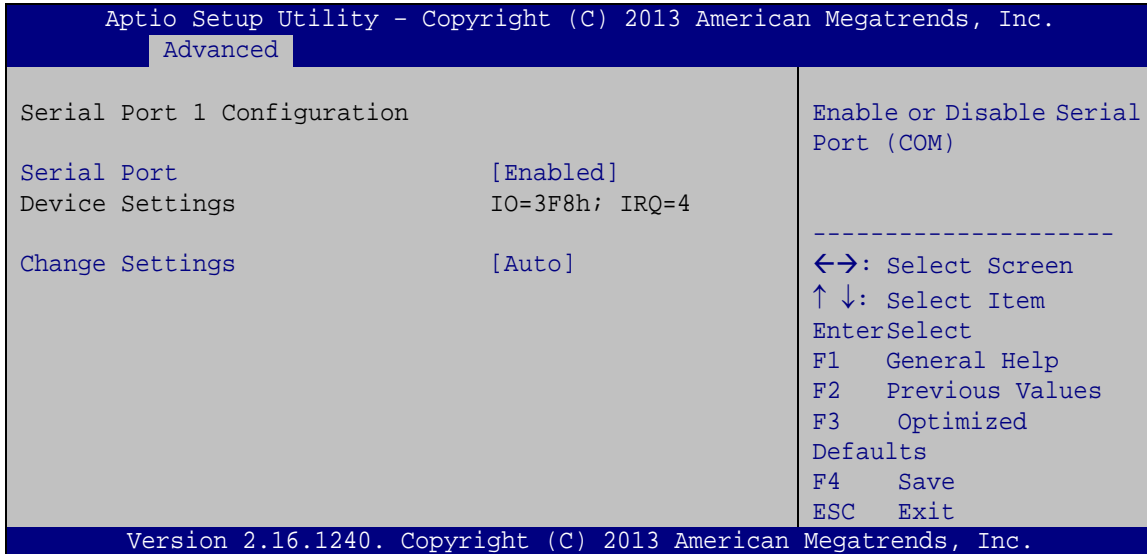 Aptio Setup Utility – Copyright (C) 2013 American Megatrends, Inc.
Advanced
Serial Port 1 Configuration
Serial Port [Enabled]
Device Settings IO=3F8h; IRQ=4
Change Settings [Auto]
Enable or Disable Serial
Port (COM)
---------------------
←→: Select Screen
↑ ↓: Select Item
EnterSelect
F1 General Help
F2 Previous Values
F3 Optimized
Defaults
F4 Save
ESC Exit
Version 2.16.1240. Copyright (C) 2013 American Megatrends, Inc.